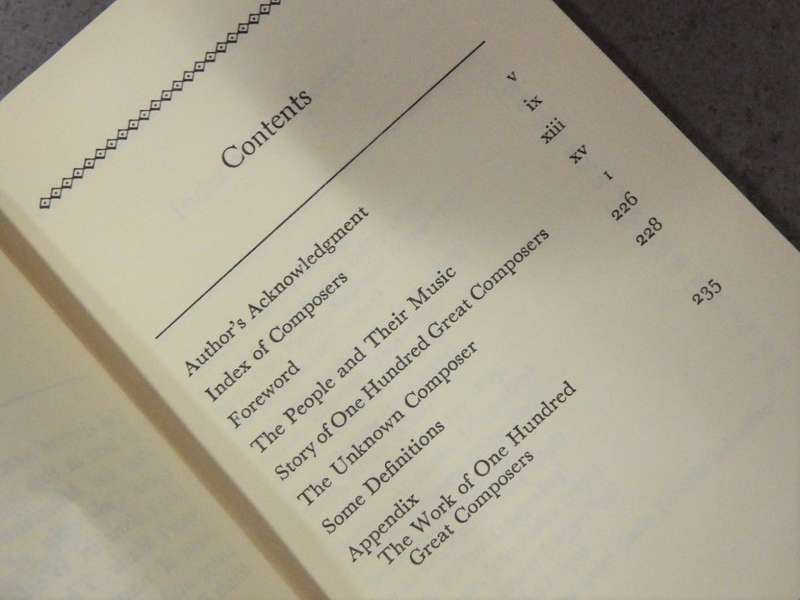 Contents
Author's Acknowledgment v
Index of Composers ix
Foreword xiii
The People and Their Music xv
Story of One Hundred Great Composers 1
The Unknown Composer 226
Some Definitions 228
Appendix
The Work of One Hundred
Great Composers 235